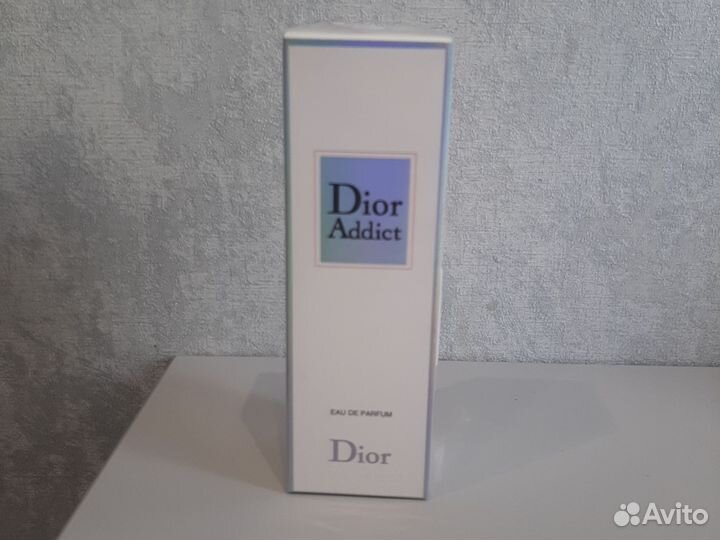 Dior
Addict
EAU DE PARFUM
Dior
Avito